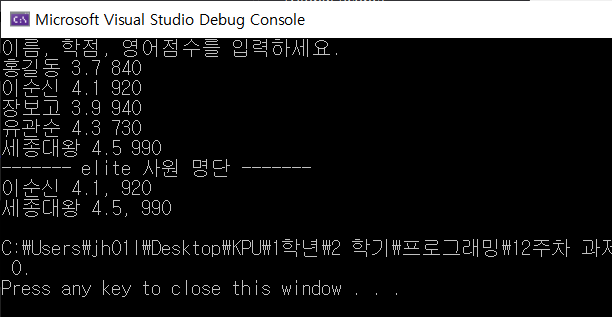 Microsoft Visual Studio Debug Console
이름, 학점, 영어점수를 입력하세요.
홍길동 3.7 840
이순신 4.1 920
장보고 3.9 940
유관순 4.3 730
세종대왕 4.5 990
------- elite 사원 명단 -------
이순신 4.1, 920
세종대왕 4.5, 990
C:₩Users₩jh01l₩Desktop₩KPU₩1학년₩2 학기₩프로그래밍₩12주차 과제
0.
Press any key to close this window . . .